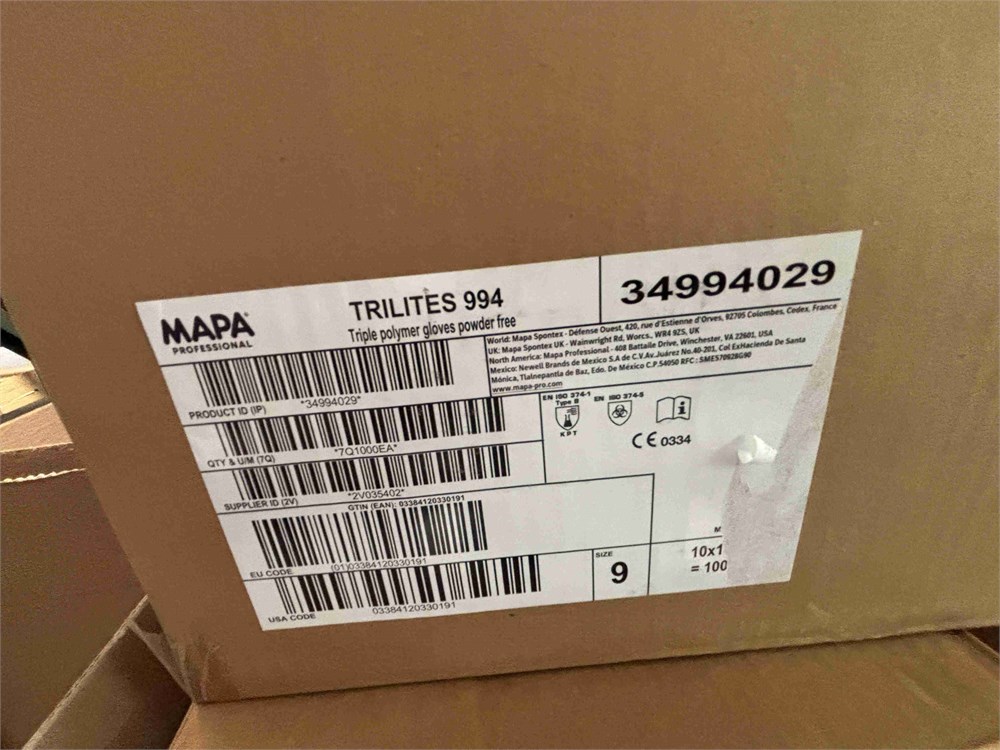 MAPA
PROFESSIONAL
TRILITES 994
Triple polymer gloves powder free
34994029
World: Mapa Spontex - Défense Ouest, 420, rue d'Estienne d'Orves, 92705 Colombes, Cedex, France
UK: Mapa Spontex UK - Wainwright Rd, Worcs., WR4 9ZS, UK
North America: Mapa Professional - 408 Battaile Drive, Winchester, VA 22601, USA
Mexico: Newell Brands de Mexico S.A de C.V. Av. Juárez No.40-201, Col ExHacienda De Santa
Mónica, Tlalnepantla de Baz, Edo. De México C.P.54050 RFC : SME570928G90
www.mapa-pro.com
*34994029*
PRODUCT ID (IP)
*7Q1000EA*
QTY & U/M (7Q)
*2V035402*
SUPPLIER ID (2V)
GTIN (EAN): 03384120330191
(01)03384120330191
EU CODE
03384120330191
USA CODE
EN ISO 374-1
Type B
KPT
EN ISO 374-5
i
CE 0334
SIZE
9
M
10x1
= 100